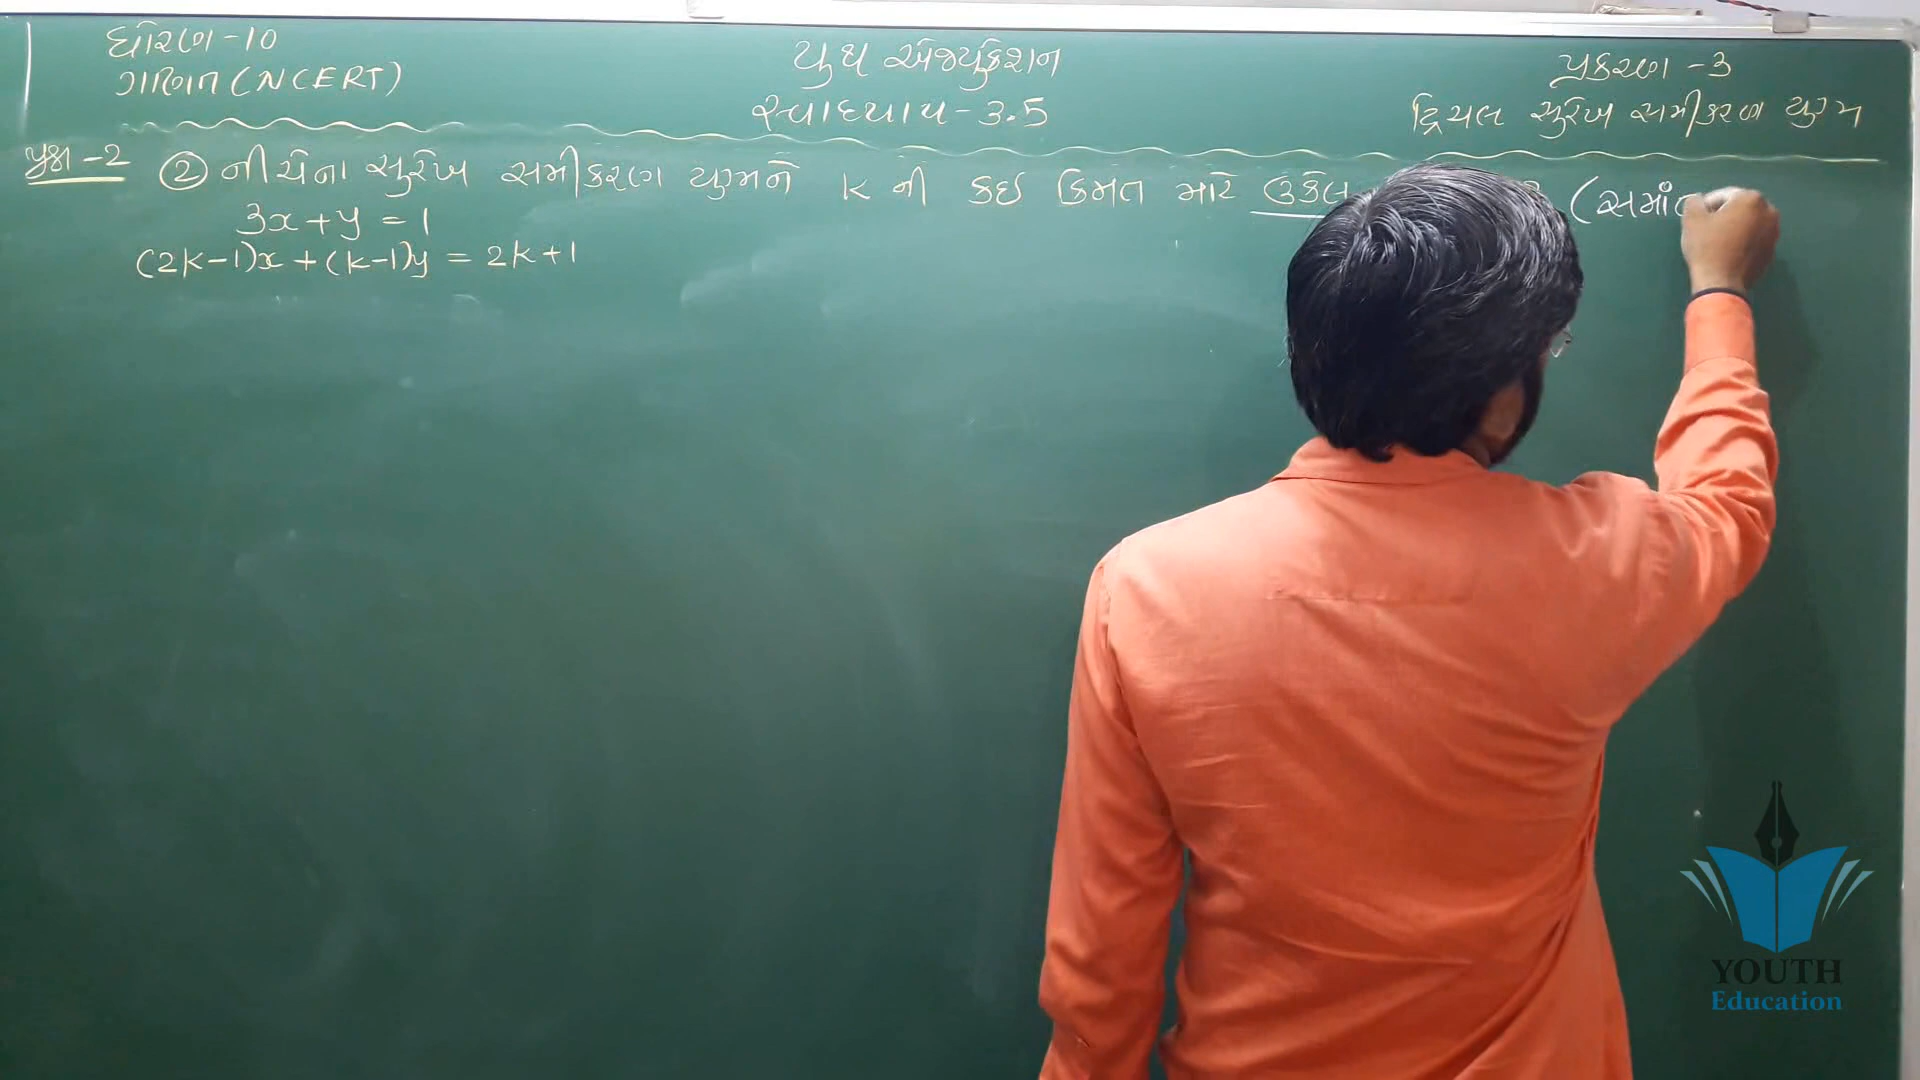 ધોરણ-10
ગણિત (NCERT)
યુથ એજ્યુકેશન
સ્વાધ્યાય-3.5
પ્રકરણ-3
દ્વિચલ સુરેખ સમીકરણ યુગ્મ
પ્રશ્ન-2 ② નીચેના સુરેખ સમીકરણ યુગ્મને k ની કઇ કિંમત માટે ઉકેલ (સમાં
3x+y=1
(2k-1)x+(k-1)y=2k+1
YOUTH
Education